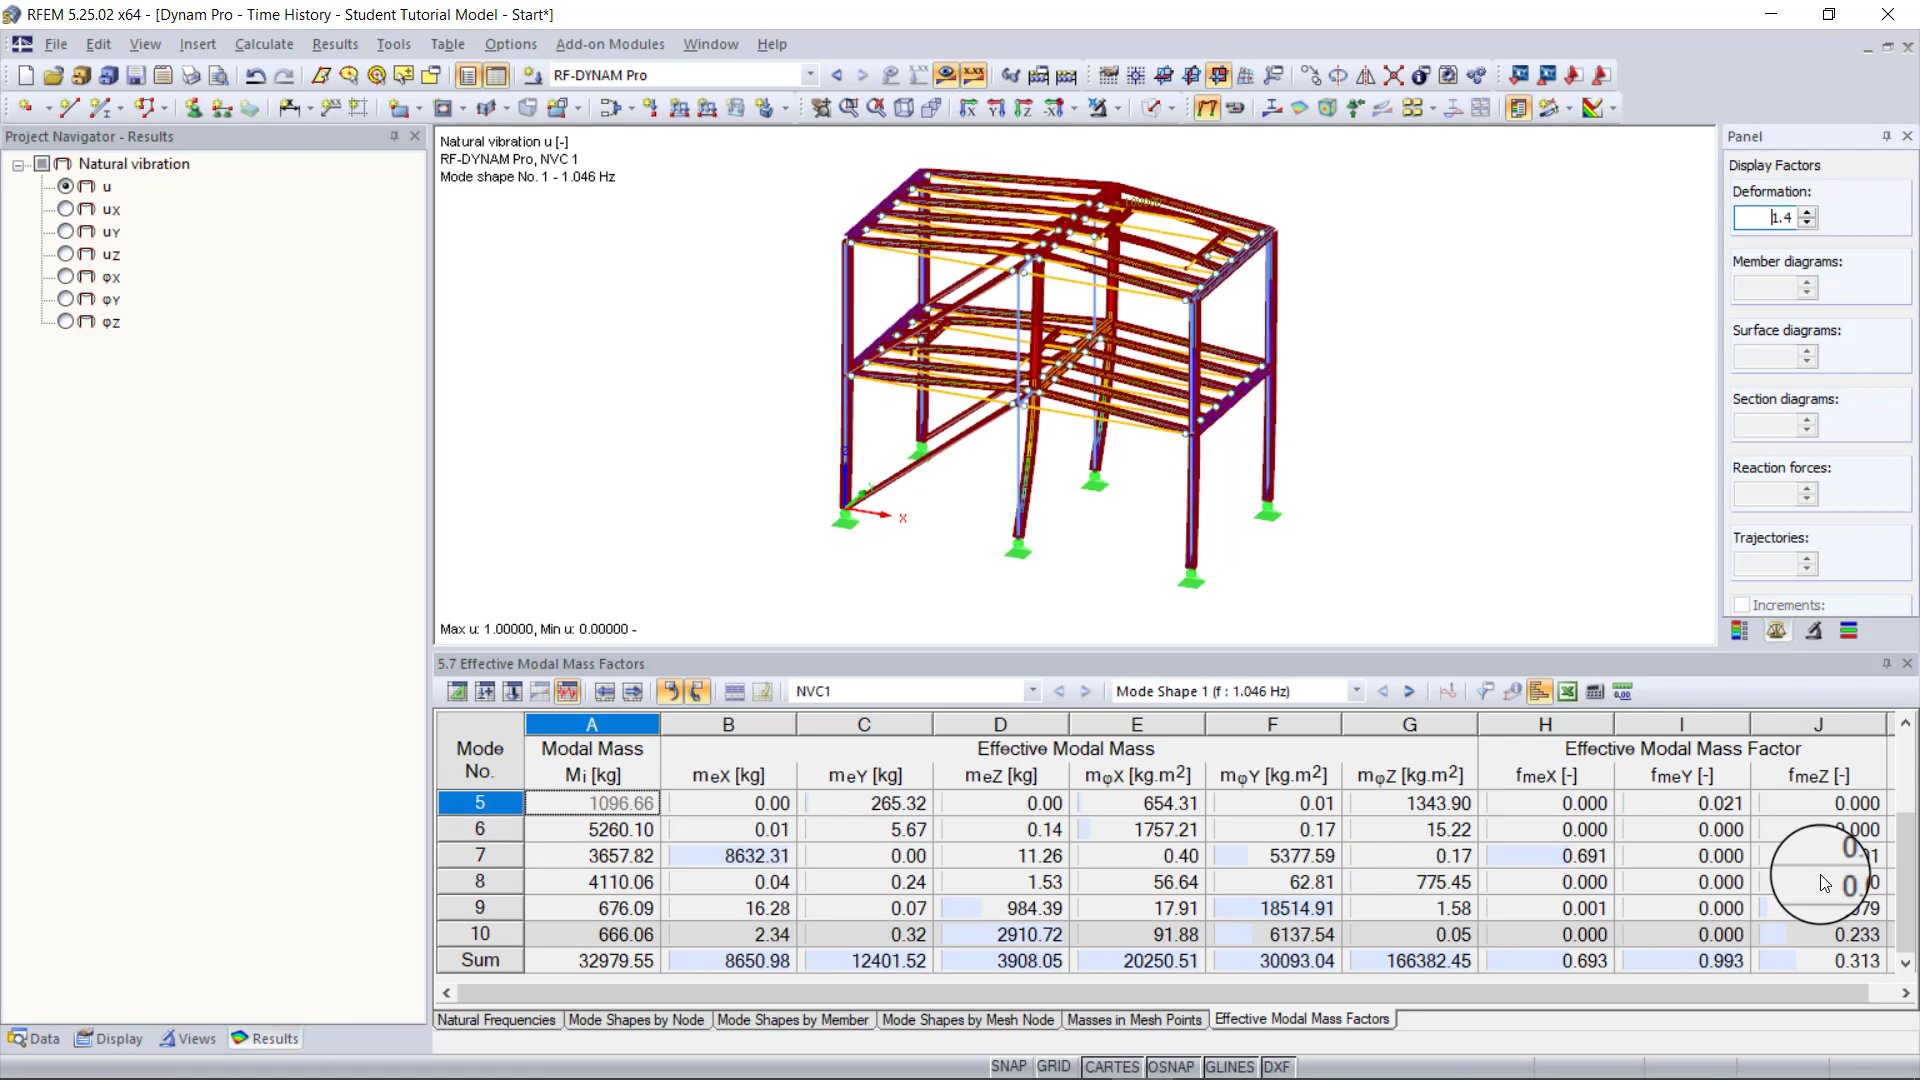 RFEM 5.25.02 x64 - [Dynam Pro - Time History - Student Tutorial Model - Start*]
File Edit View Insert Calculate Results Tools Table Options Add-on Modules Window Help
RF-DYNAM Pro
Project Navigator - Results
Natural vibration
u
uX
uY
uZ
φX
φY
φZ
Data Display Views Results
Natural vibration u [-]
RF-DYNAM Pro, NVC 1
Mode shape No. 1 - 1.046 Hz
X
Z
Max u: 1.00000, Min u: 0.00000 -
Panel
Display Factors
Deformation:
1.4
Member diagrams:
Surface diagrams:
Section diagrams:
Reaction forces:
Trajectories:
Increments:
5.7 Effective Modal Mass Factors
NVC1 Mode Shape 1 (f : 1.046 Hz)
A B C D E F G H I J
Mode Modal Mass Effective Modal Mass Effective Modal Mass Factor
No. Mi [kg] meX [kg] meY [kg] meZ [kg] mφX [kg.m2] mφY [kg.m2] mφZ [kg.m2] fmeX [-] fmeY [-] fmeZ [-]
5 1096.66 0.00 265.32 0.00 654.31 0.01 1343.90 0.000 0.021 0.000
6 5260.10 0.01 5.67 0.14 1757.21 0.17 15.22 0.000 0.000 0.000
7 3657.82 8632.31 0.00 11.26 0.40 5377.59 0.17 0.691 0.000
8 4110.06 0.04 0.24 1.53 56.64 62.81 775.45 0.000 0.000
9 676.09 16.28 0.07 984.39 17.91 18514.91 1.58 0.001 0.000
10 666.06 2.34 0.32 2910.72 91.88 6137.54 0.05 0.000 0.000 0.233
Sum 32979.55 8650.98 12401.52 3908.05 20250.51 30093.04 166382.45 0.693 0.993 0.313
Natural Frequencies Mode Shapes by Node Mode Shapes by Member Mode Shapes by Mesh Node Masses in Mesh Points Effective Modal Mass Factors
SNAP GRID CARTES OSNAP GLINES DXF